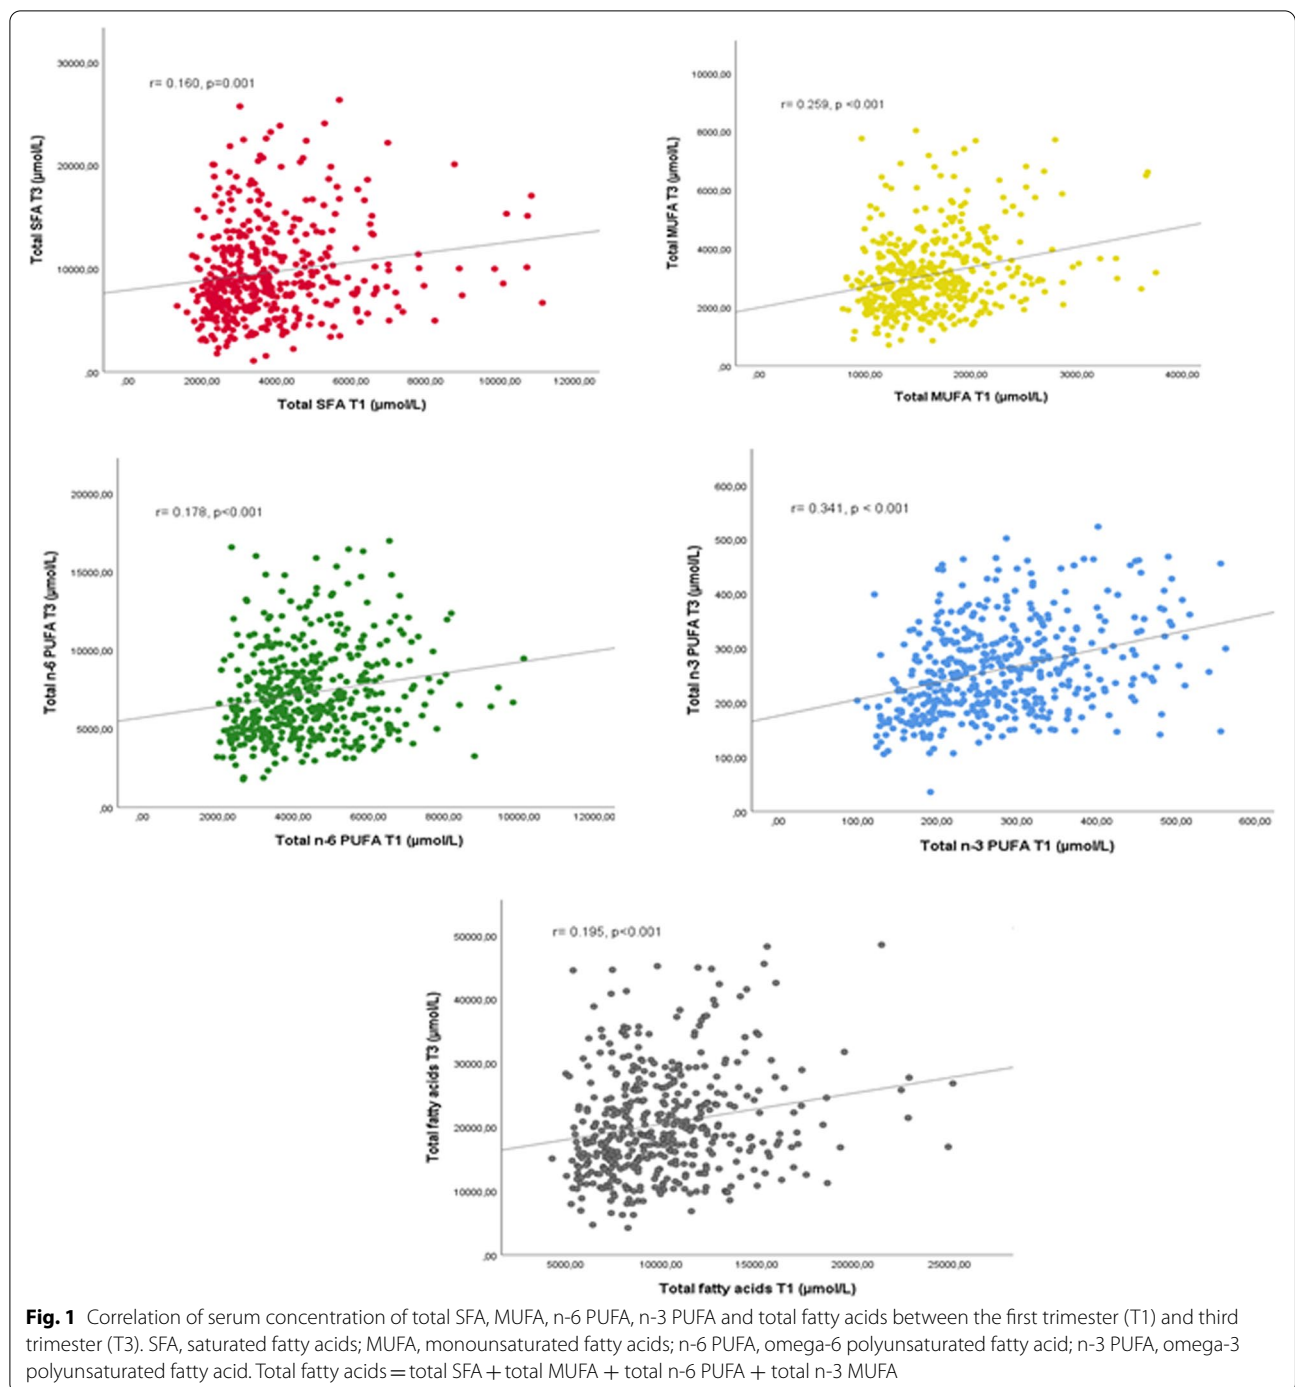 r= 0.160, p=0.001
Total SFA T3 (µmol/L)
30000,00
20000,00
10000,00
,00
,00 2000,00 4000,00 6000,00 8000,00 10000,00 12000,00
Total SFA T1 (µmol/L)
r= 0.259, p <0.001
Total MUFA T3 (µmol/L)
10000,00
8000,00
6000,00
4000,00
2000,00
,00
,00 1000,00 2000,00 3000,00 4000,00
Total MUFA T1 (µmol/L)
r= 0.178, p<0.001
Total n-6 PUFA T3 (µmol/L)
20000,00
15000,00
10000,00
5000,00
,00
,00 2000,00 4000,00 6000,00 8000,00 10000,00 12000,00
Total n-6 PUFA T1 (µmol/L)
r= 0.341, p < 0.001
Total n-3 PUFA T3 (µmol/L)
600,00
500,00
400,00
300,00
200,00
100,00
,00
,00 100,00 200,00 300,00 400,00 500,00 600,00
Total n-3 PUFA T1 (µmol/L)
r= 0.195, p<0.001
Total fatty acids T3 (µmol/L)
50000,00
40000,00
30000,00
20000,00
10000,00
,00
5000,00 10000,00 15000,00 20000,00 25000,00
Total fatty acids T1 (µmol/L)
Fig. 1 Correlation of serum concentration of total SFA, MUFA, n-6 PUFA, n-3 PUFA and total fatty acids between the first trimester (T1) and third
trimester (T3). SFA, saturated fatty acids; MUFA, monounsaturated fatty acids; n-6 PUFA, omega-6 polyunsaturated fatty acid; n-3 PUFA, omega-3
polyunsaturated fatty acid. Total fatty acids = total SFA + total MUFA + total n-6 PUFA + total n-3 MUFA